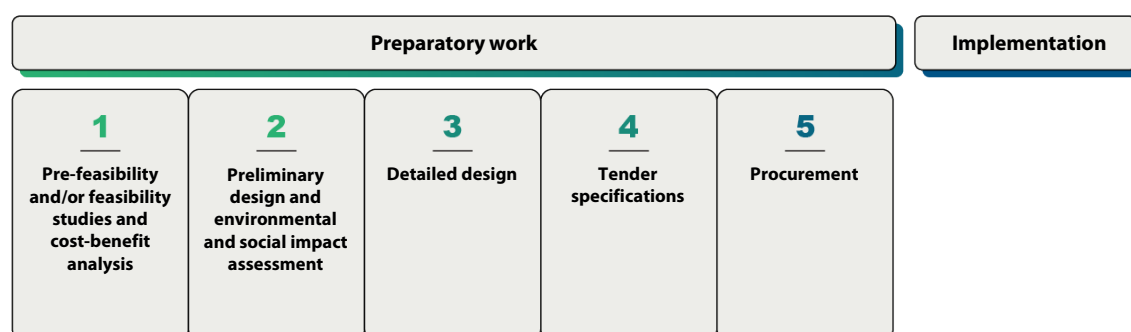 Preparatory work
Implementation
1
Pre-feasibility
and/or feasibility
studies and
cost-benefit
analysis
2
Preliminary
design and
environmental
and social impact
assessment
3
Detailed design
4
Tender
specifications
5
Procurement